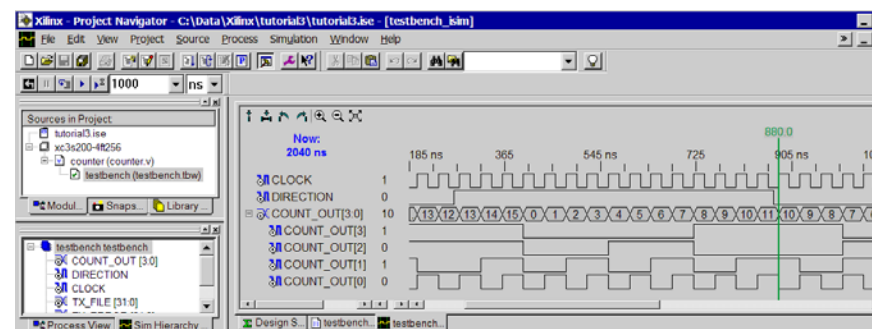 Xilinx - Project Navigator - C:\Data\Xilinx\tutorial3\tutorial3.ise - [testbench_isim]
File Edit View Project Source Process Simulation Window Help
1000 ns
Sources in Project
tutorial3.ise
xc3s200-4ft256
counter (counter.v)
testbench (testbench.tbw)
Modul... Snaps... Library ...
testbench testbench
COUNT_OUT [3:0]
DIRECTION
CLOCK
TX_FILE [31:0]
Process View Sim Hierarchy ...
Now:
2040 ns
880.0
185 ns 365 545 ns 725 905 ns
CLOCK 1
DIRECTION 0
COUNT_OUT[3:0] 10 13 12 13 14 15 0 1 2 3 4 5 6 7 8 9 10 11 10 9 8 7
COUNT_OUT[3] 1
COUNT_OUT[2] 0
COUNT_OUT[1] 1
COUNT_OUT[0] 0
Design S... testbench... testbench...